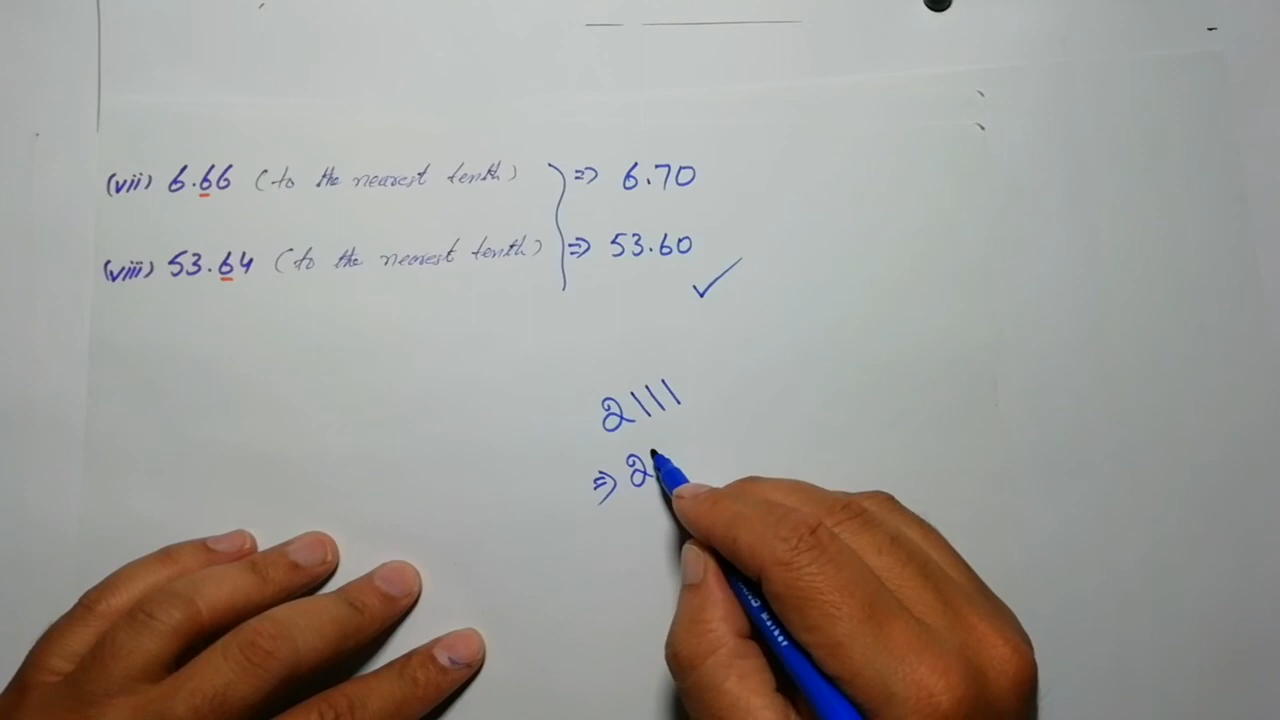 (vii) 6.66 (to the nearest tenth) => 6.70
(viii) 53.64 (to the nearest tenth) => 53.60
2111
=> 2